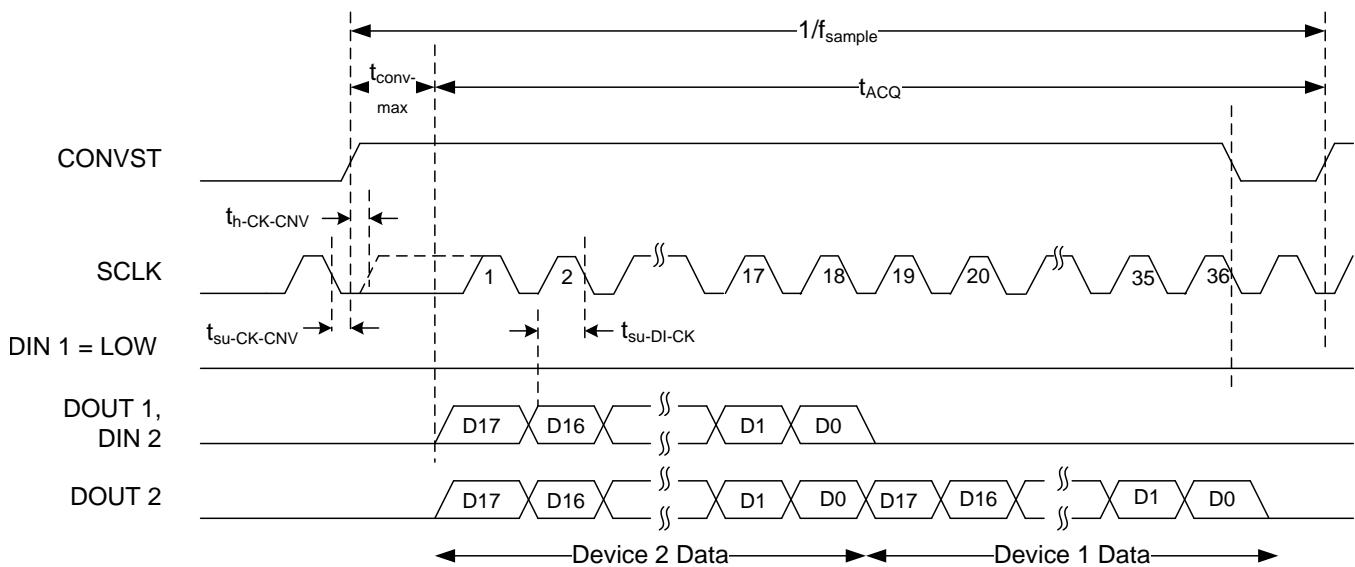 1/fsample
tconv-
max
tACQ
CONVST
th-CK-CNV
SCLK
1 2 17 18 19 20 35 36
tsu-CK-CNV
tsu-DI-CK
DIN 1 = LOW
DOUT 1,
DIN 2
D17 D16 D1 D0
DOUT 2
D17 D16 D1 D0 D17 D16 D1 D0
Device 2 Data Device 1 Data